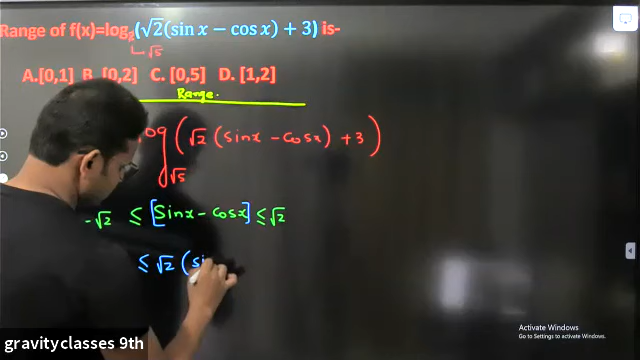 Range of f(x)=log₂(√2(sin x − cos x) + 3) is-
√5
A.[0,1] B. [0,2] C. [0,5] D. [1,2]
Range.
log√5 (√2 (sinx - cosx) + 3)
-√2 ≤ [Sinx - cosx] ≤ √2
≤ √2 (si
Activate Windows
Go to Settings to activate Windows.
gravityclasses 9th